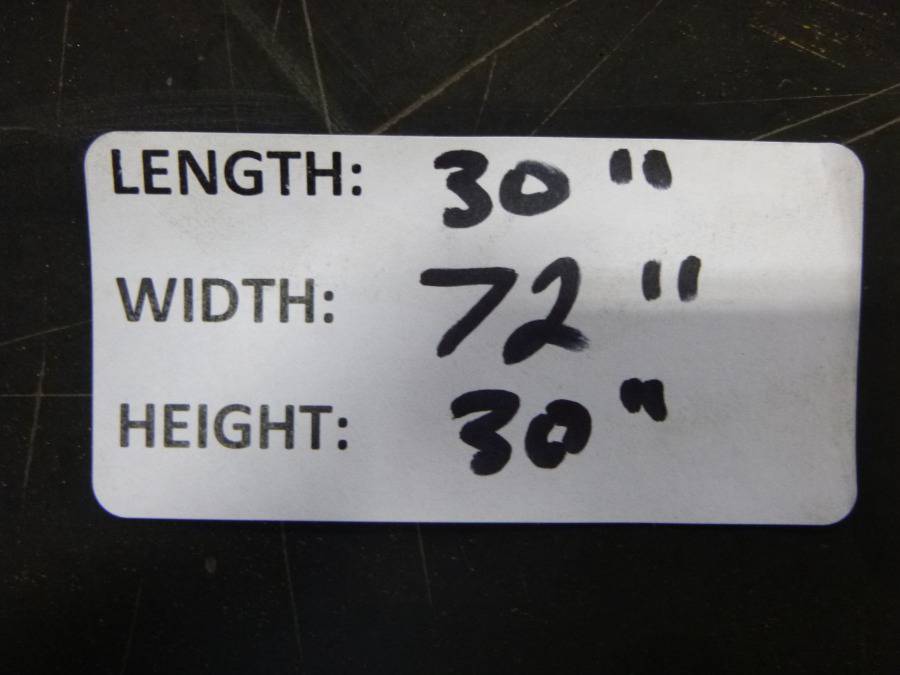 LENGTH: 30"
WIDTH: 72"
HEIGHT: 30"